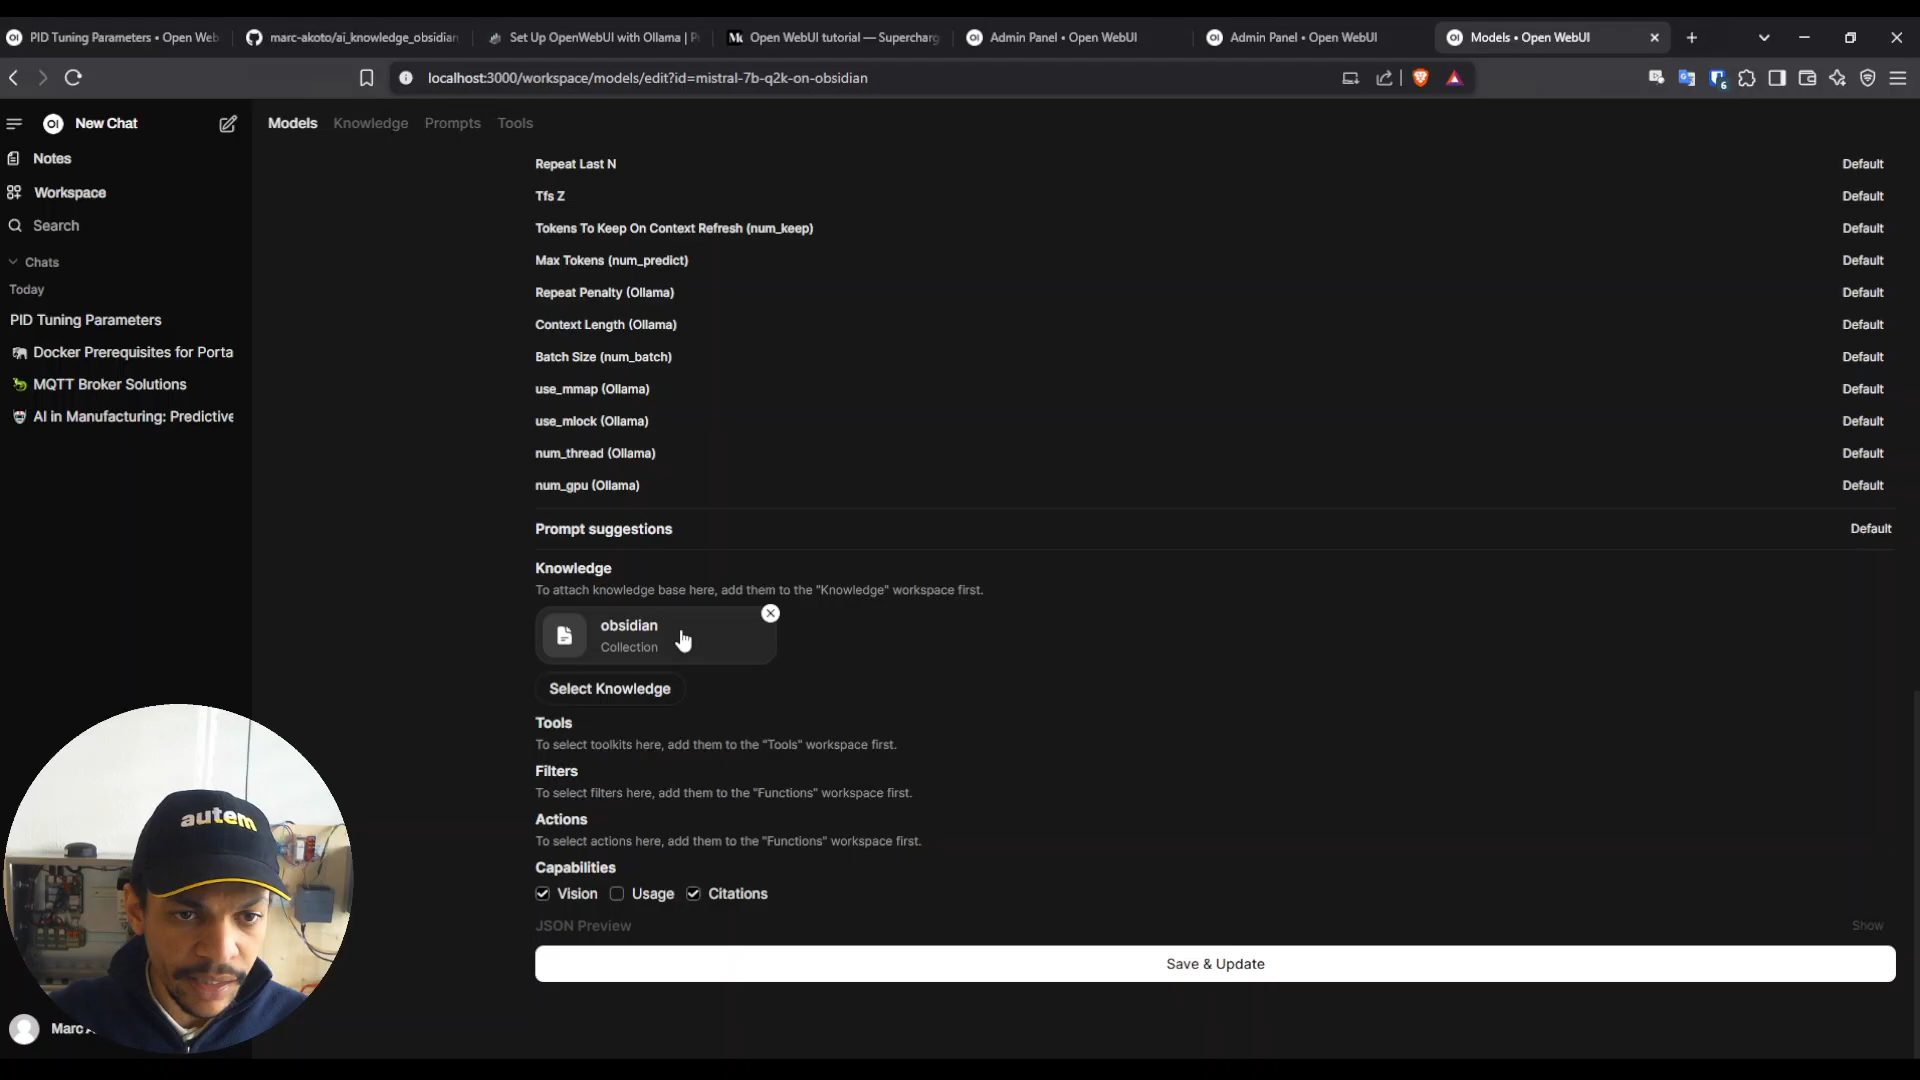 PID Tuning Parameters • Open Web
marc-akoto/ai_knowledge_obsidian
Set Up OpenWebUI with Ollama | P
Open WebUI tutorial — Supercharg
Admin Panel • Open WebUI
Admin Panel • Open WebUI
Models • Open WebUI
localhost:3000/workspace/models/edit?id=mistral-7b-q2k-on-obsidian
OI New Chat
Models Knowledge Prompts Tools
Notes
Workspace
Search
Chats
Today
PID Tuning Parameters
Docker Prerequisites for Porta
MQTT Broker Solutions
AI in Manufacturing: Predictive
Repeat Last N Default
Tfs Z Default
Tokens To Keep On Context Refresh (num_keep) Default
Max Tokens (num_predict) Default
Repeat Penalty (Ollama) Default
Context Length (Ollama) Default
Batch Size (num_batch) Default
use_mmap (Ollama) Default
use_mlock (Ollama) Default
num_thread (Ollama) Default
num_gpu (Ollama) Default
Prompt suggestions Default
Knowledge
To attach knowledge base here, add them to the "Knowledge" workspace first.
obsidian
Collection
Select Knowledge
Tools
To select toolkits here, add them to the "Tools" workspace first.
Filters
To select filters here, add them to the "Functions" workspace first.
Actions
To select actions here, add them to the "Functions" workspace first.
Capabilities
Vision Usage Citations
JSON Preview Show
Save & Update
autem
Marc A